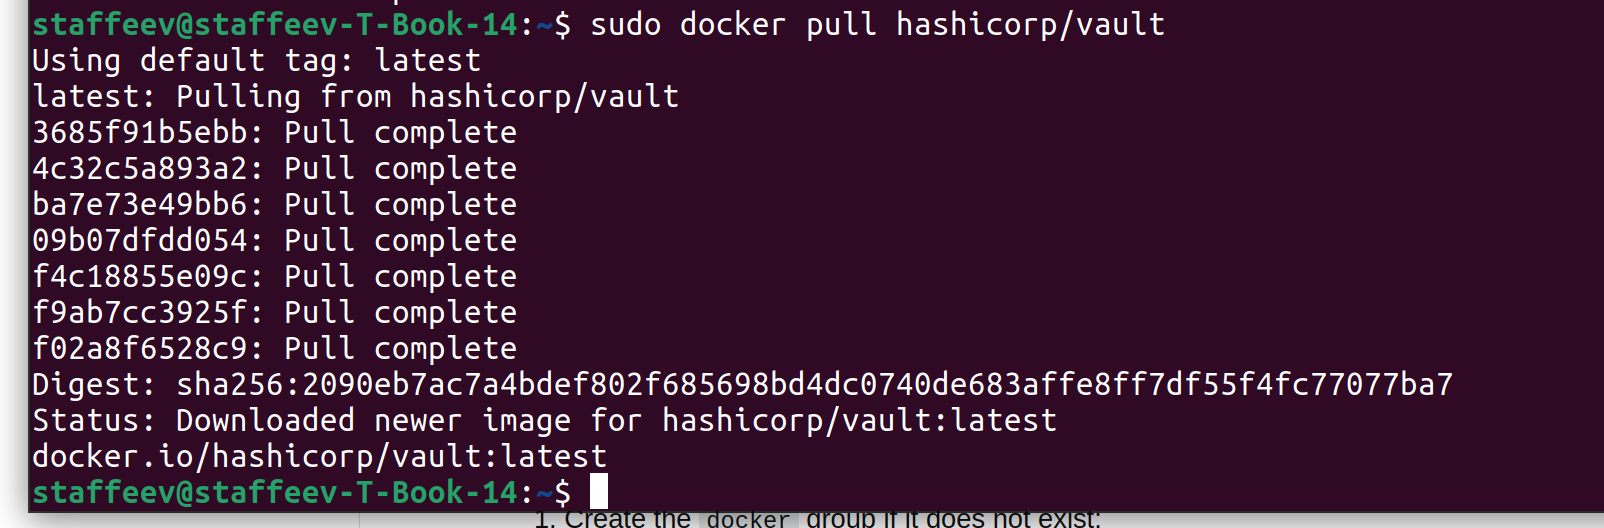 staffeev@staffeev-T-Book-14:~$ sudo docker pull hashicorp/vault
Using default tag: latest
latest: Pulling from hashicorp/vault
3685f91b5ebb: Pull complete
4c32c5a893a2: Pull complete
ba7e73e49bb6: Pull complete
09b07dfdd054: Pull complete
f4c18855e09c: Pull complete
f9ab7cc3925f: Pull complete
f02a8f6528c9: Pull complete
Digest: sha256:2090eb7ac7a4bdef802f685698bd4dc0740de683affe8ff7df55f4fc77077ba7
Status: Downloaded newer image for hashicorp/vault:latest
docker.io/hashicorp/vault:latest
staffeev@staffeev-T-Book-14:~$
1. Create the docker group if it does not exist: